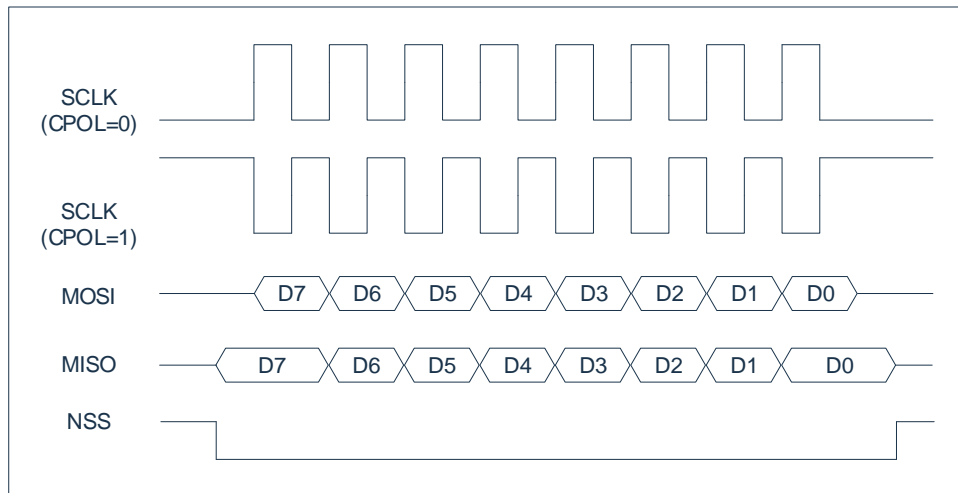 SCLK
(CPOL=0)
SCLK
(CPOL=1)
MOSI D7 D6 D5 D4 D3 D2 D1 D0
MISO D7 D6 D5 D4 D3 D2 D1 D0
NSS